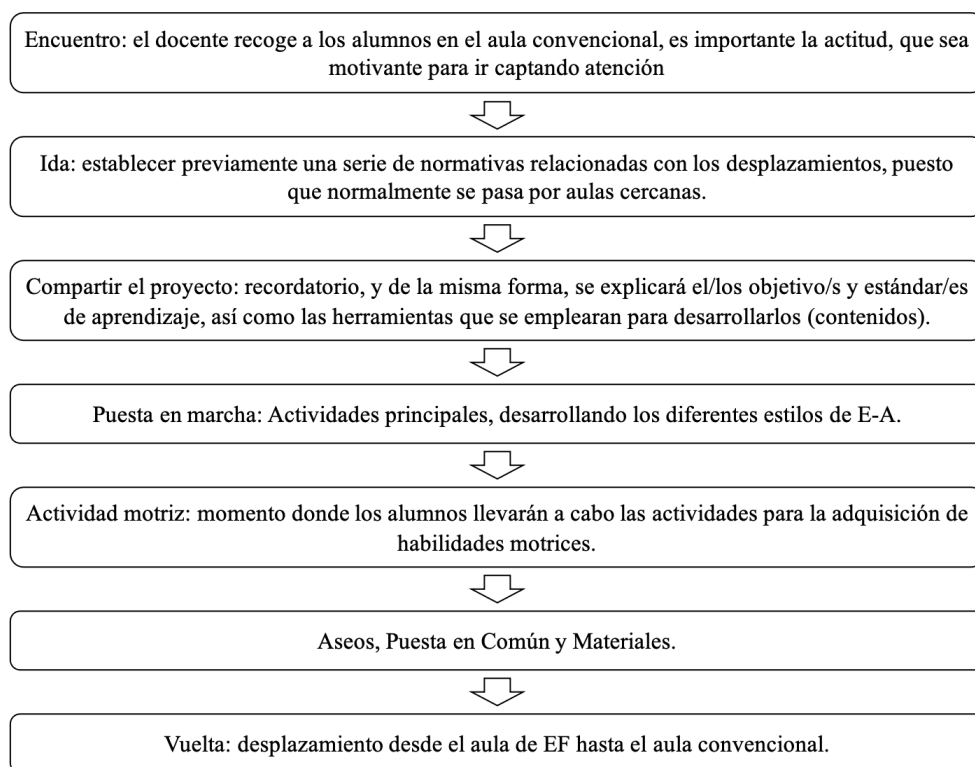 Encuentro: el docente recoge a los alumnos en el aula convencional, es importante la actitud, que sea
motivante para ir captando atención
Ida: establecer previamente una serie de normativas relacionadas con los desplazamientos, puesto
que normalmente se pasa por aulas cercanas.
Compartir el proyecto: recordatorio, y de la misma forma, se explicará el/los objetivo/s y estándar/es
de aprendizaje, así como las herramientas que se emplearan para desarrollarlos (contenidos).
Puesta en marcha: Actividades principales, desarrollando los diferentes estilos de E-A.
Actividad motriz: momento donde los alumnos llevarán a cabo las actividades para la adquisición de
habilidades motrices.
Aseos, Puesta en Común y Materiales.
Vuelta: desplazamiento desde el aula de EF hasta el aula convencional.